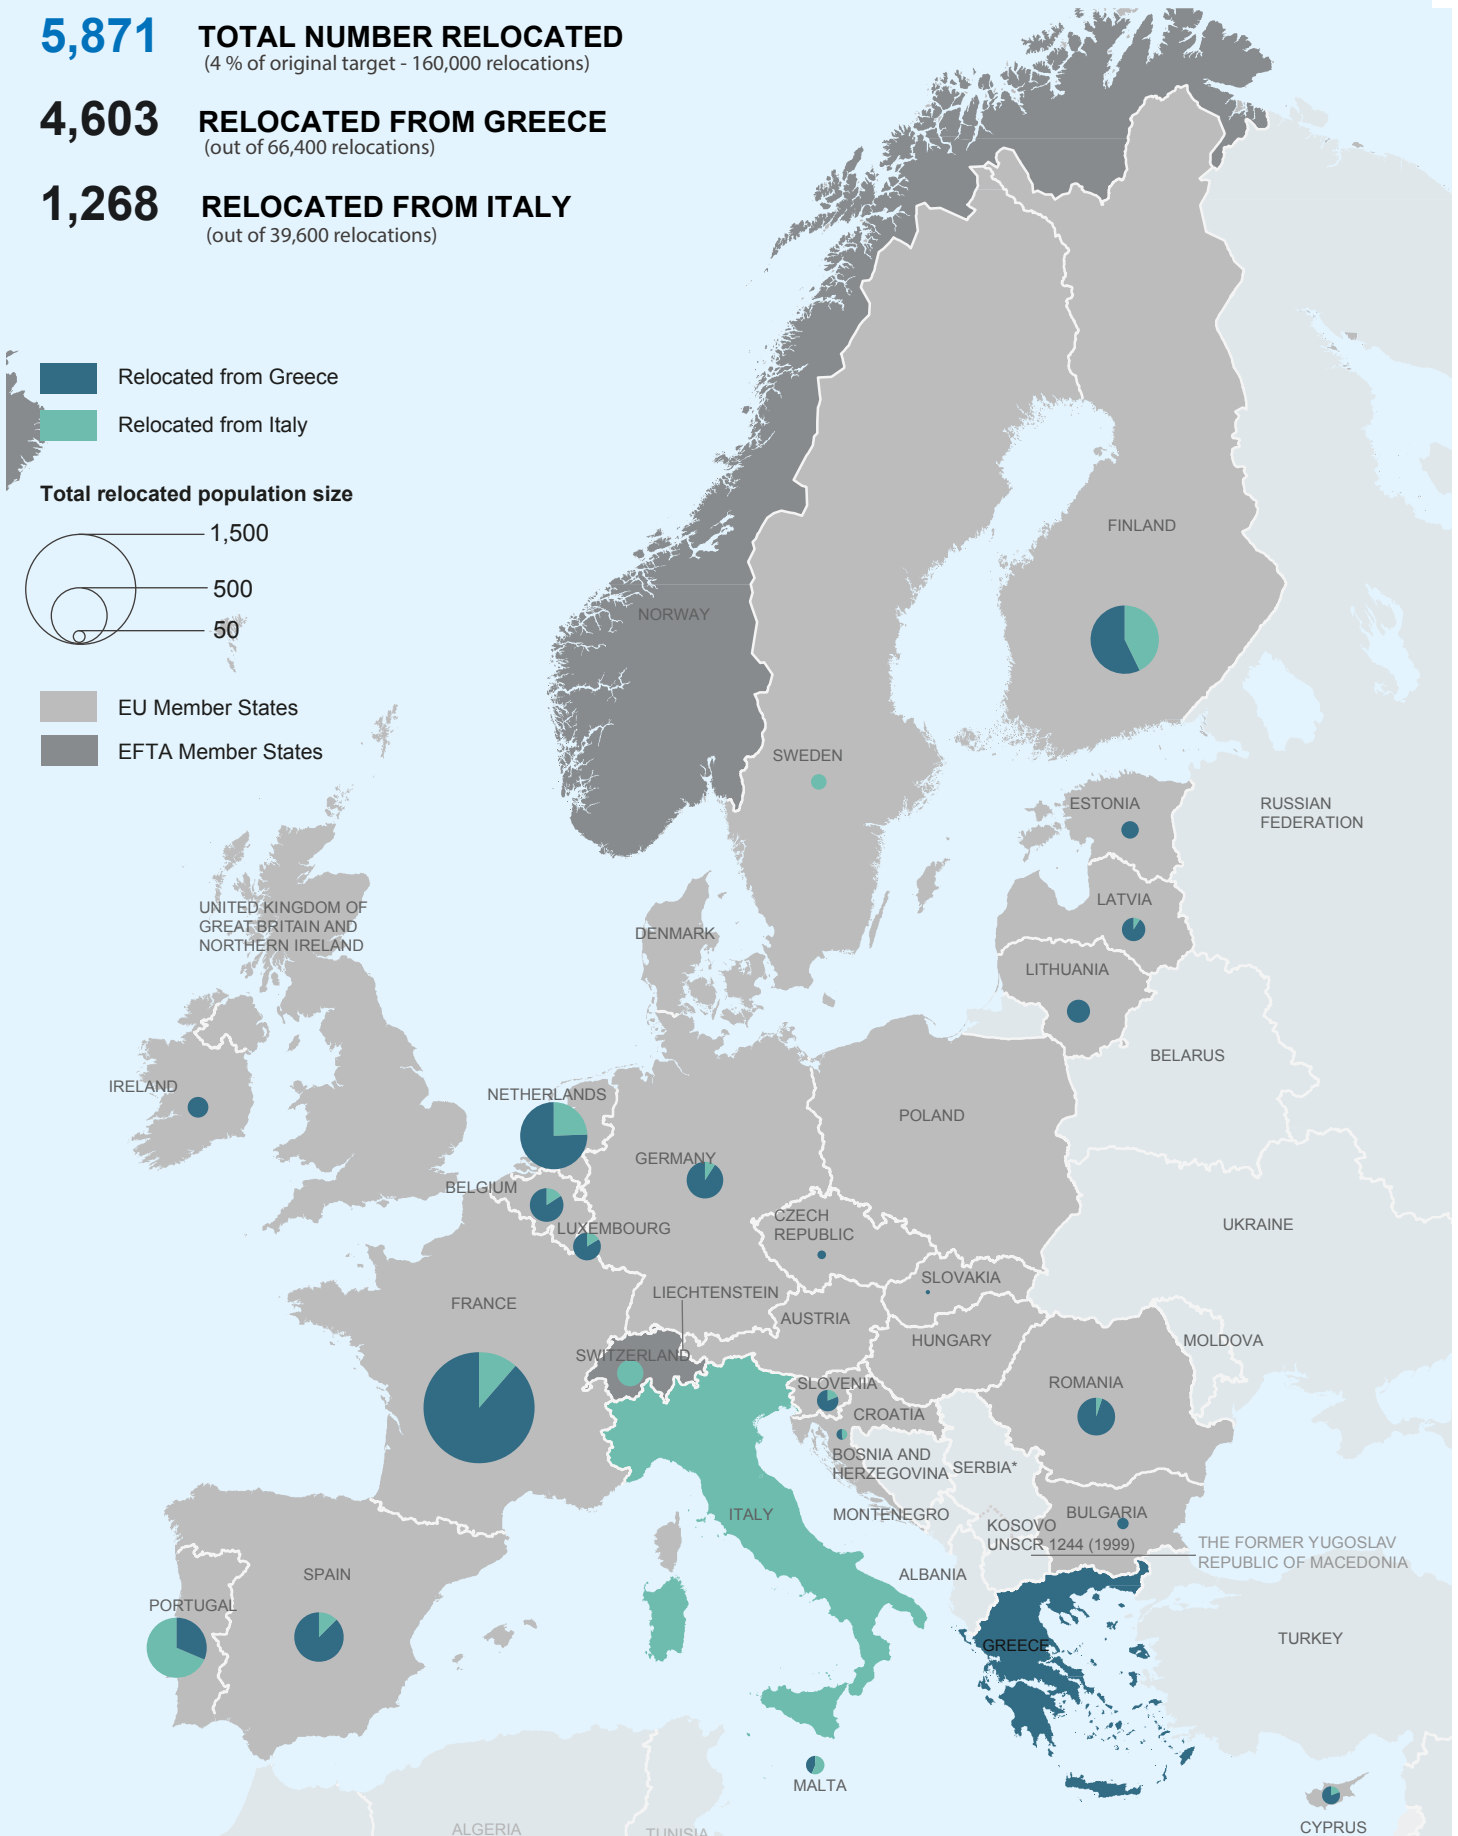 5,871 TOTAL NUMBER RELOCATED
(4 % of original target - 160,000 relocations)
4,603 RELOCATED FROM GREECE
(out of 66,400 relocations)
1,268 RELOCATED FROM ITALY
(out of 39,600 relocations)
Relocated from Greece
Relocated from Italy
Total relocated population size
1,500
500
50
EU Member States
EFTA Member States
FINLAND
NORWAY
SWEDEN
ESTONIA
RUSSIAN
FEDERATION
LATVIA
UNITED KINGDOM OF
GREAT BRITAIN AND
NORTHERN IRELAND
DENMARK
LITHUANIA
BELARUS
IRELAND
NETHERLANDS
POLAND
GERMANY
BELGIUM
CZECH
REPUBLIC
LUXEMBOURG
UKRAINE
SLOVAKIA
LIECHTENSTEIN
FRANCE
AUSTRIA
HUNGARY
MOLDOVA
SWITZERLAND
SLOVENIA
ROMANIA
CROATIA
BOSNIA AND
HERZEGOVINA
SERBIA*
ITALY
MONTENEGRO
BULGARIA
KOSOVO
UNSCR 1244 (1999)
THE FORMER YUGOSLAV
REPUBLIC OF MACEDONIA
SPAIN
ALBANIA
PORTUGAL
GREECE
TURKEY
MALTA
CYPRUS
ALGERIA
TUNISIA